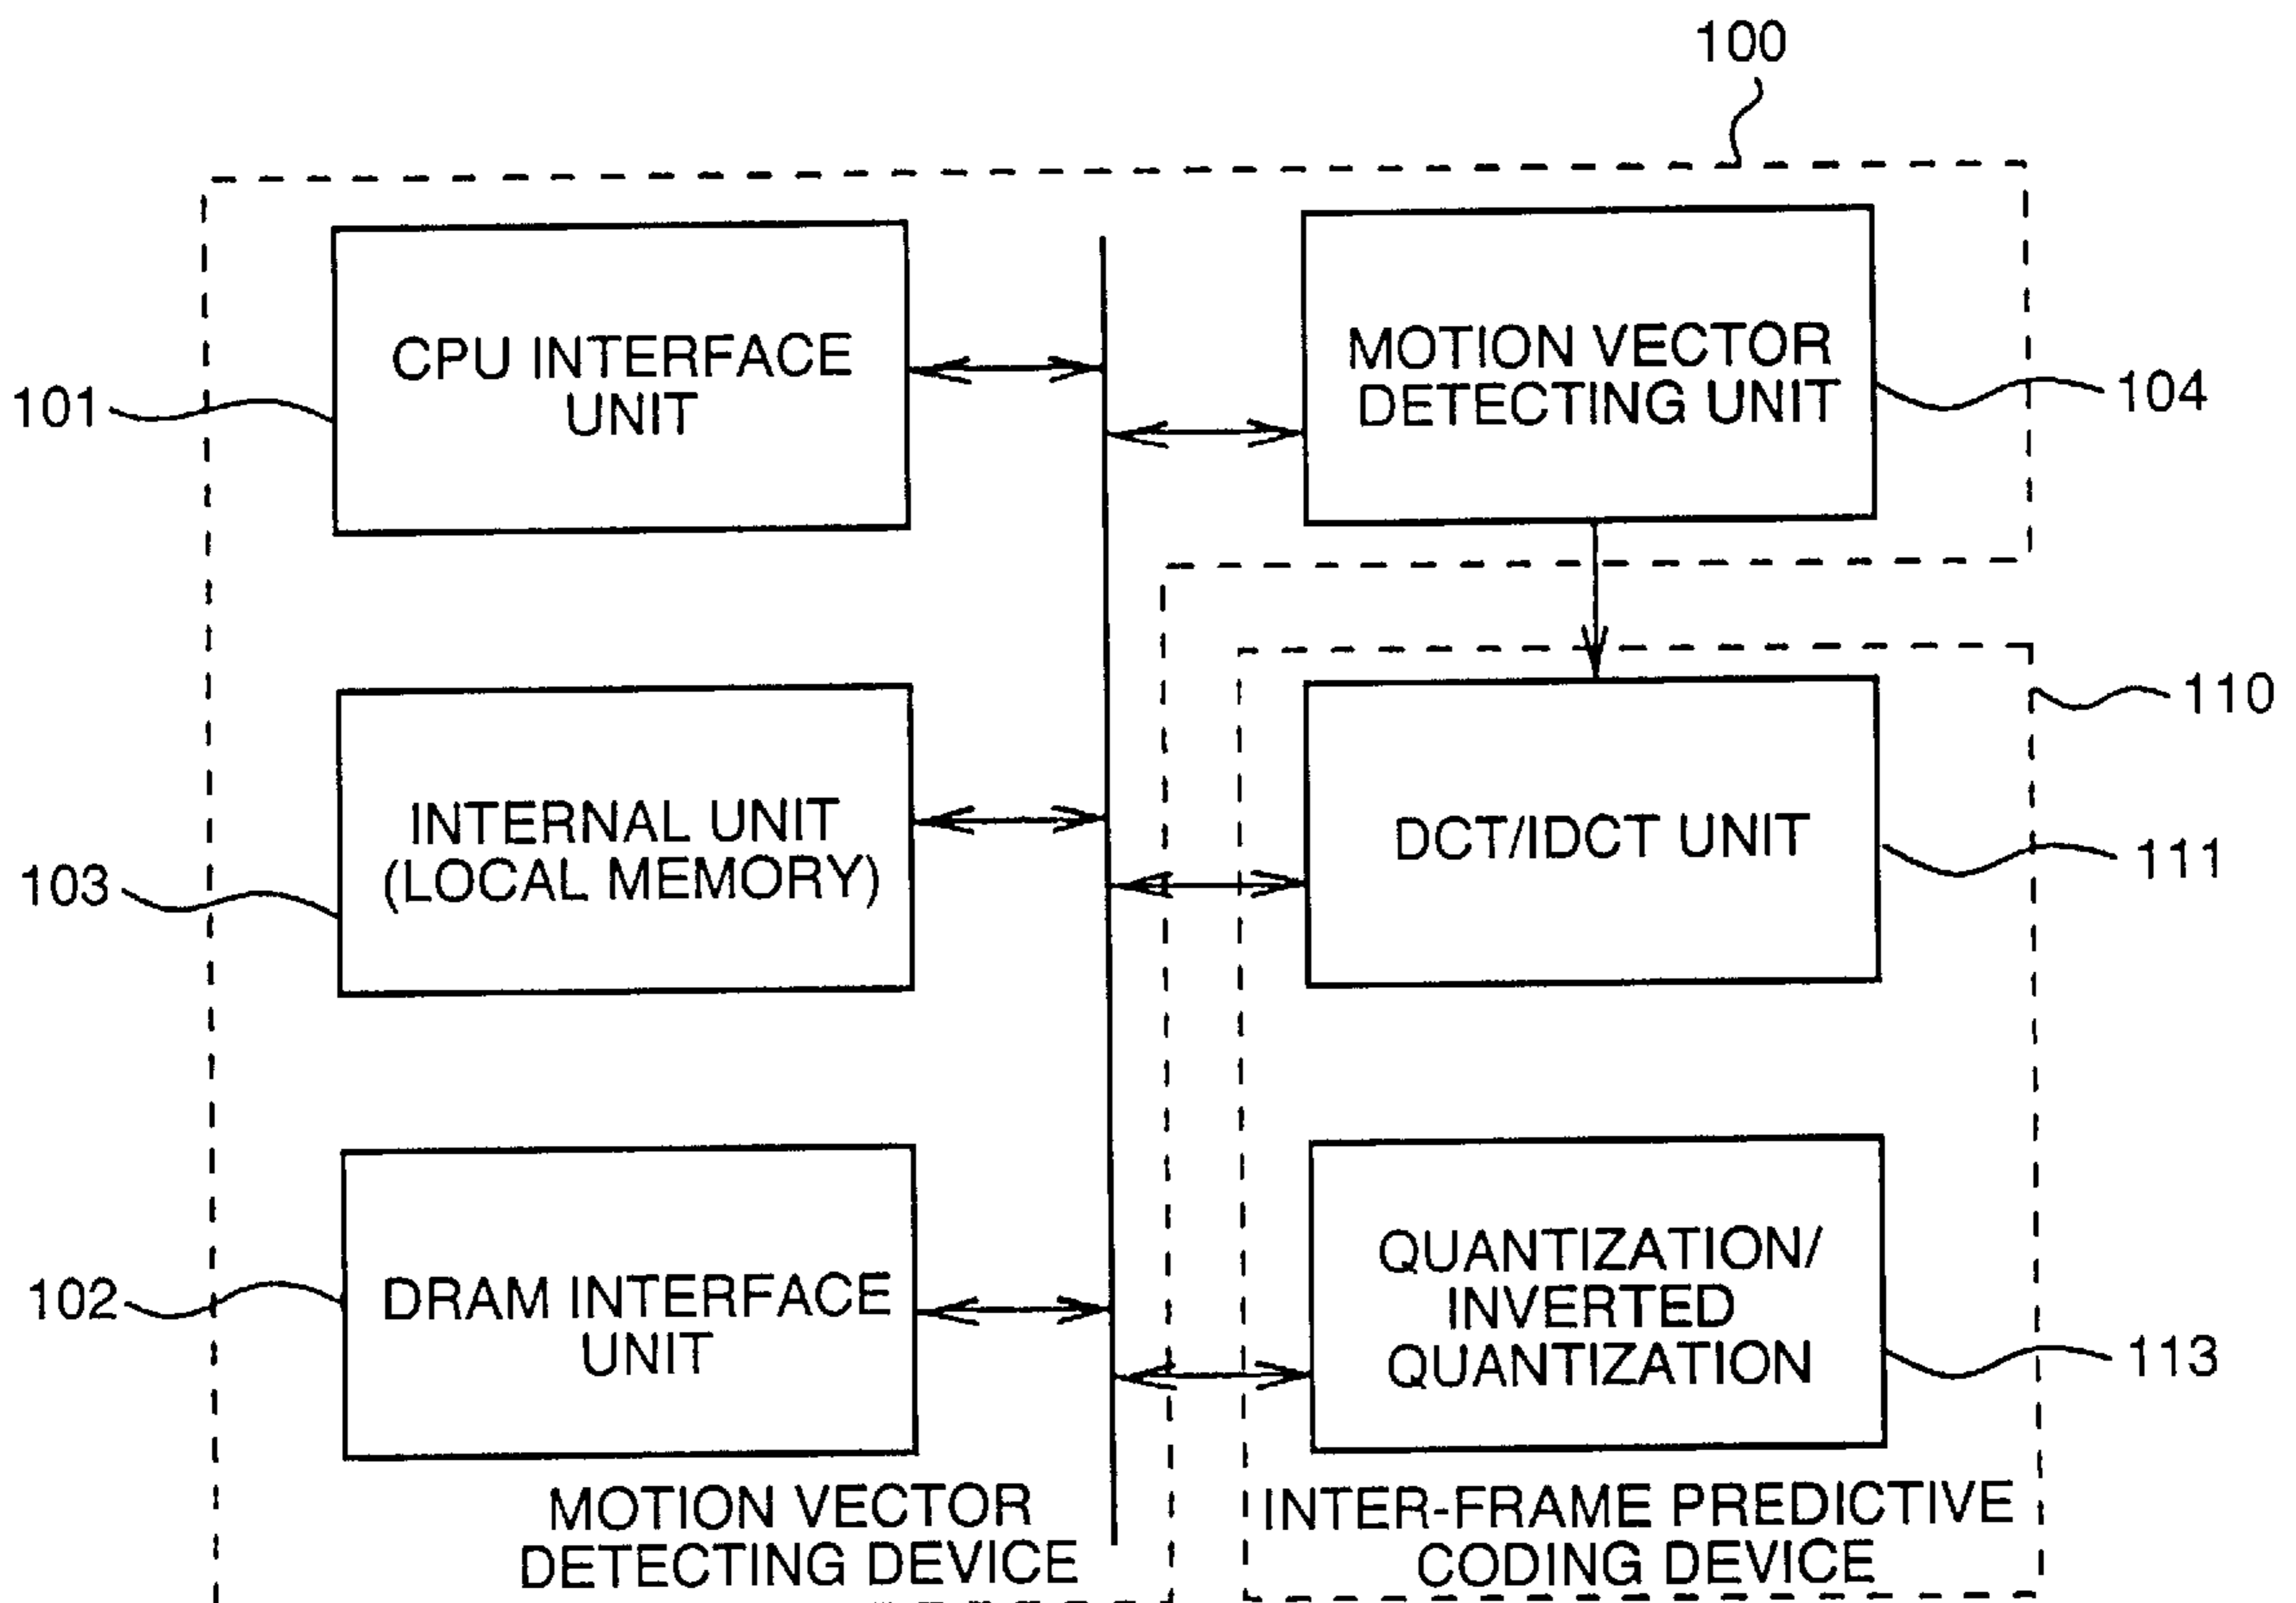 100
CPU INTERFACE
UNIT
101
MOTION VECTOR
DETECTING UNIT
104
110
INTERNAL UNIT
(LOCAL MEMORY)
103
DCT/IDCT UNIT
111
DRAM INTERFACE
UNIT
102
QUANTIZATION/
INVERTED
QUANTIZATION
113
MOTION VECTOR
DETECTING DEVICE
INTER-FRAME PREDICTIVE
CODING DEVICE